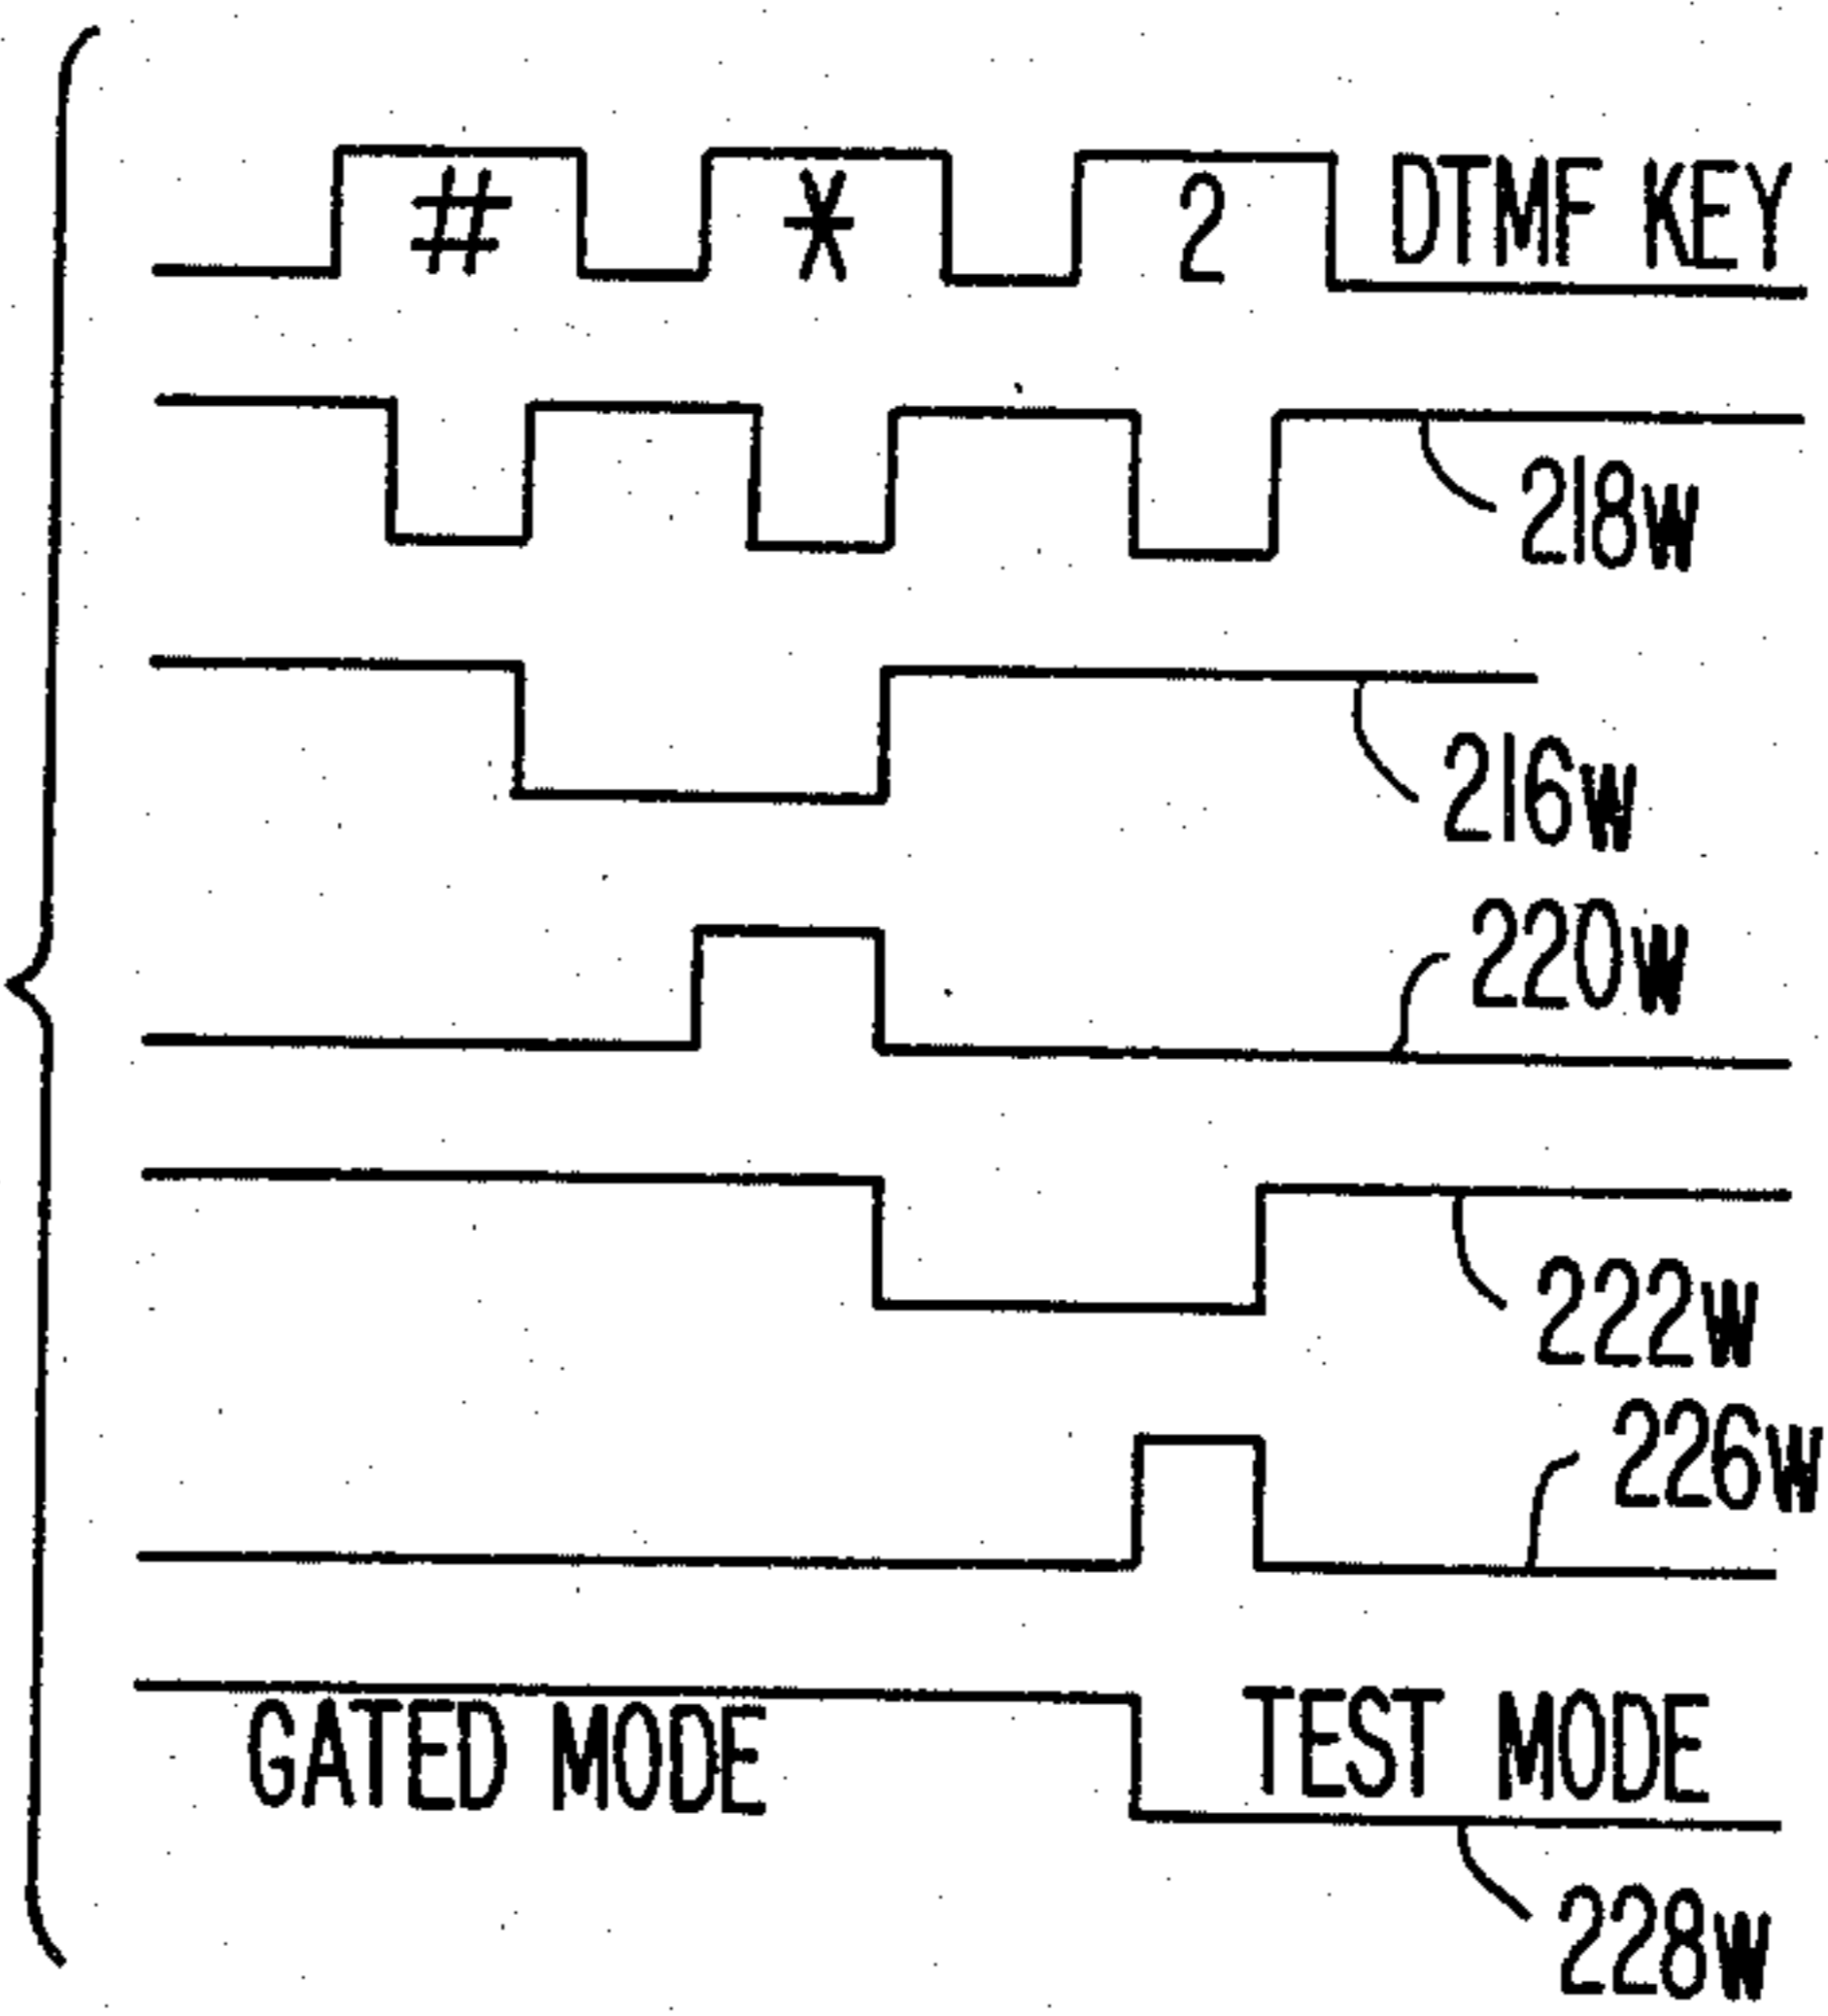 # * 2 DTMF KEY
218W
216W
220W
222W
226W
GATED MODE TEST MODE
228W